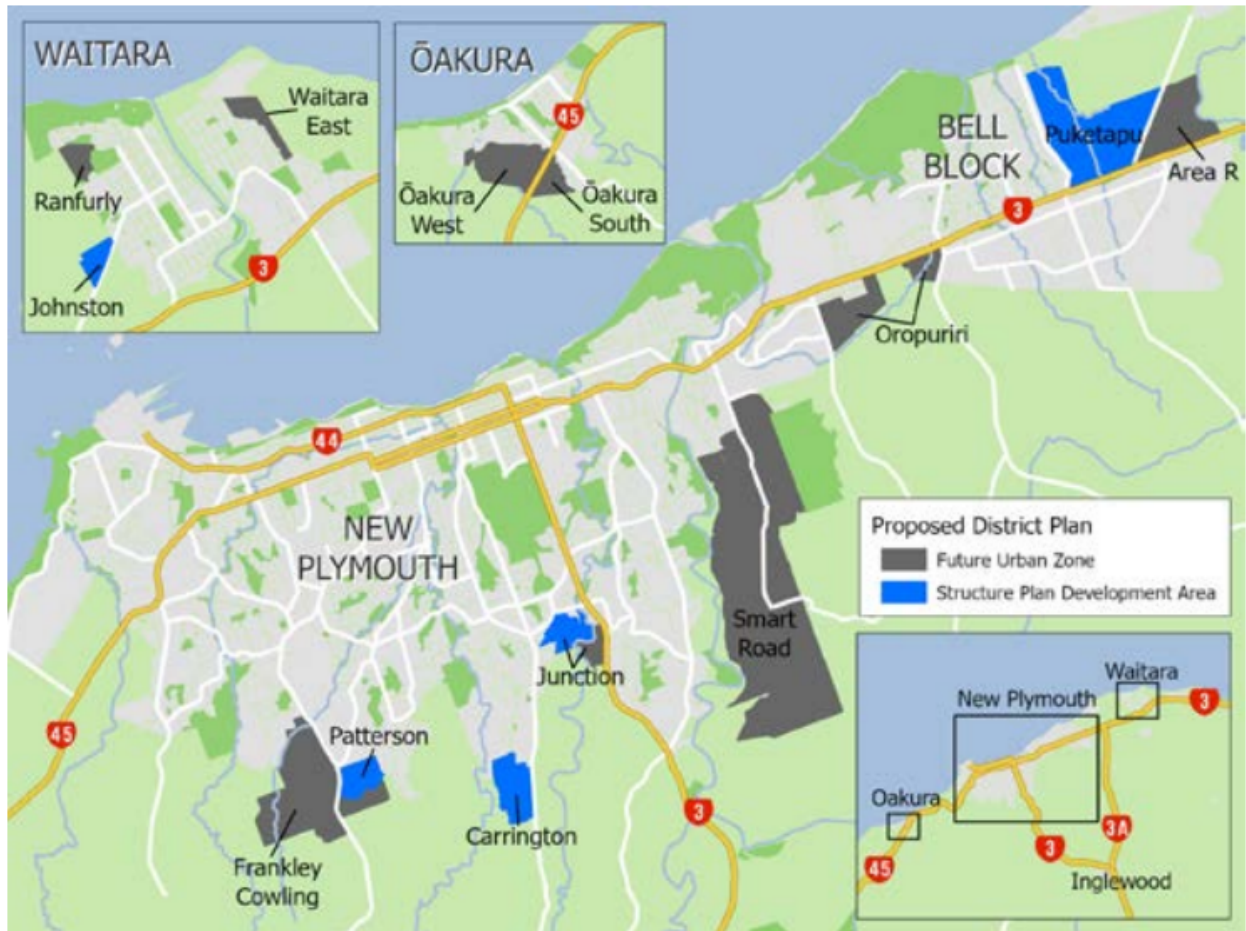 WAITARA
Waitara
East
Ranfurly
Johnston
3
ŌAKURA
45
Ōakura
West
Ōakura
South
BELL
BLOCK
Puketapu
Area R
3
Oropuriri
44
NEW
PLYMOUTH
Smart
Road
Junction
Patterson
45
Carrington
3
Frankley
Cowling
Proposed District Plan
Future Urban Zone
Structure Plan Development Area
Waitara
New Plymouth
3
Oakura
3A
3
45
Inglewood